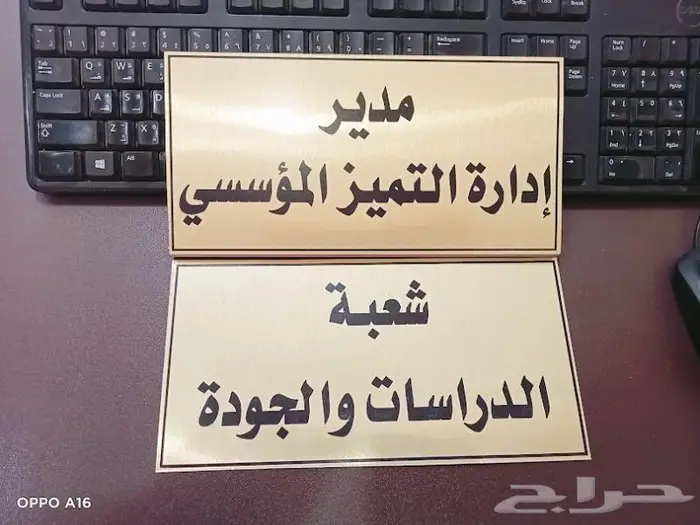 مدير
إدارة التميز المؤسسي
شعبة
الدراسات والجودة
OPPO A16
حراج